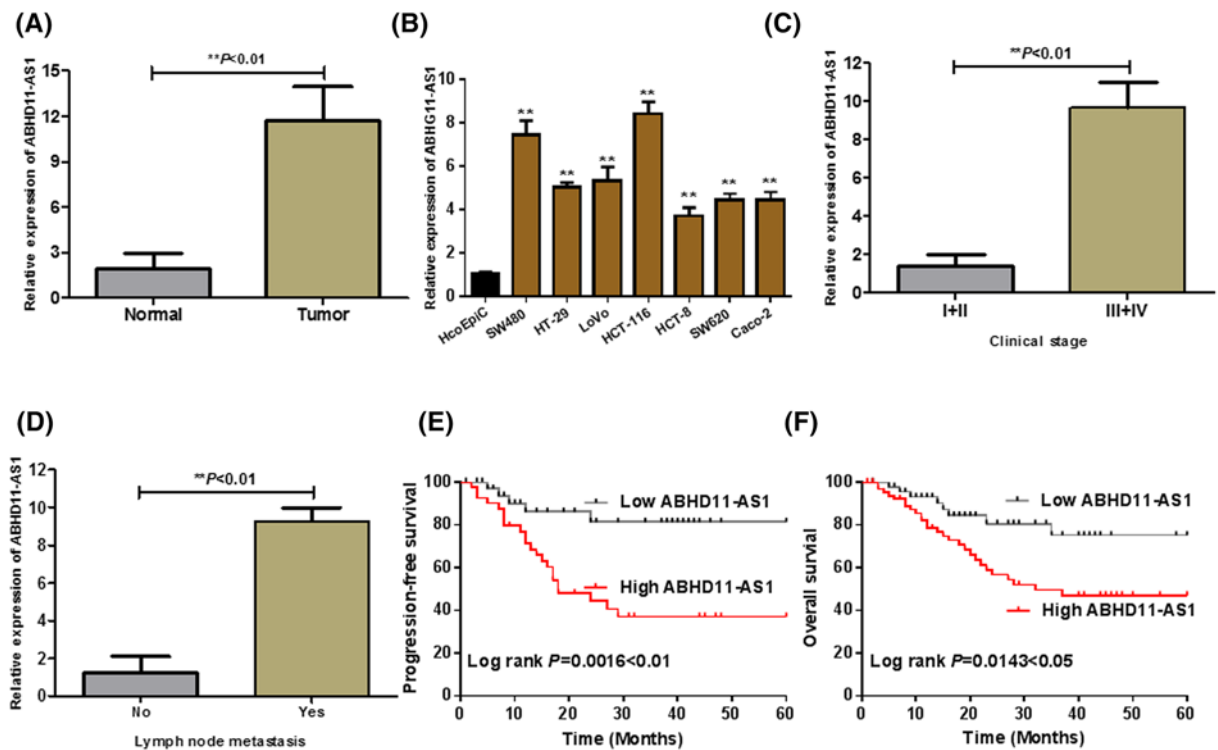 (A)
**P<0.01
Relative expression of ABHD11-AS1
15
12
9
6
3
0
Normal
Tumor
(B)
Relative expression of ABHG11-AS1
10
8
6
4
2
0
**
**
**
**
**
**
**
HcoEpiC
SW480
HT-29
LoVo
HCT-116
HCT-8
SW620
Caco-2
(C)
**P<0.01
Relative expression of ABHD11-AS1
12
10
8
6
4
2
0
I+II
III+IV
Clinical stage
(D)
**P<0.01
Relative expression of ABHD11-AS1
12
10
8
6
4
2
0
No
Yes
Lymph node metastasis
(E)
Progression-free survival
100
80
60
40
20
0
Low ABHD11-AS1
High ABHD11-AS1
Log rank P=0.0016<0.01
0
10
20
30
40
50
60
Time (Months)
(F)
Overall survial
100
80
60
40
20
0
Low ABHD11-AS1
High ABHD11-AS1
Log rank P=0.0143<0.05
0
10
20
30
40
50
60
Time (Months)